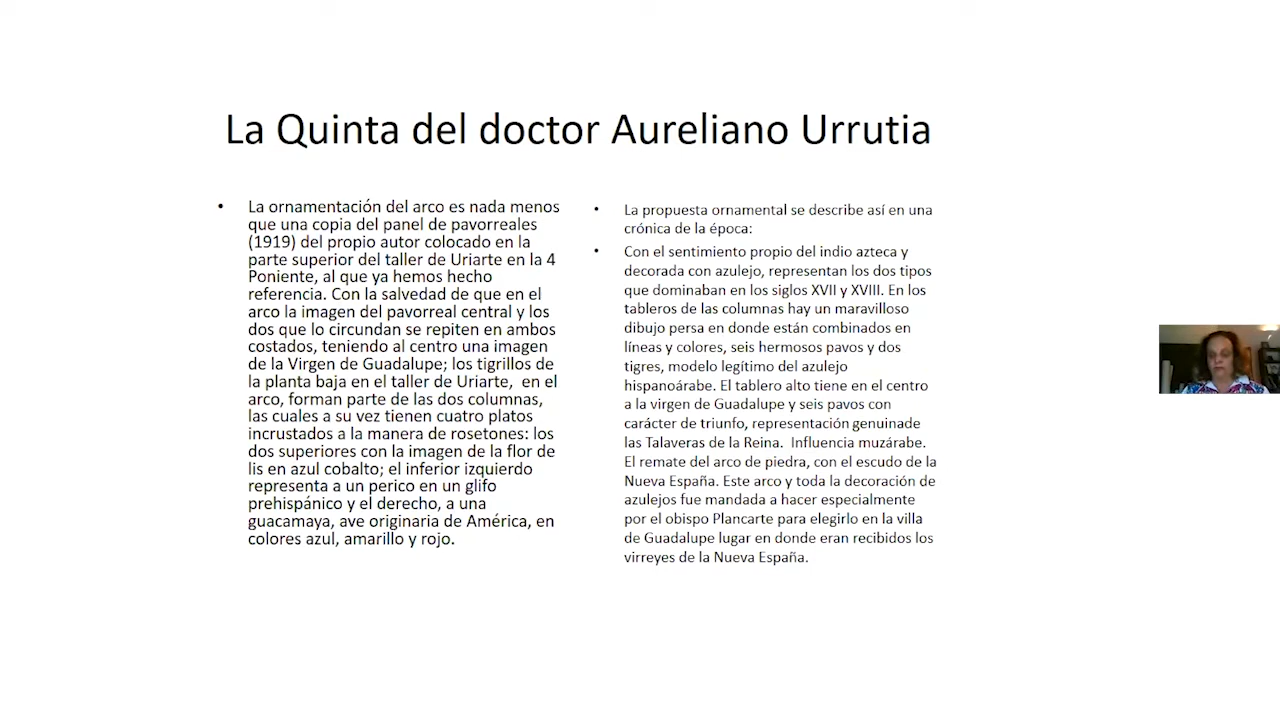 La Quinta del doctor Aureliano Urrutia
• La ornamentación del arco es nada menos
que una copia del panel de pavorreales
(1919) del propio autor colocado en la
parte superior del taller de Uriarte en la 4
Poniente, al que ya hemos hecho
referencia. Con la salvedad de que en el
arco la imagen del pavorreal central y los
dos que lo circundan se repiten en ambos
costados, teniendo al centro una imagen
de la Virgen de Guadalupe; los tigrillos de
la planta baja en el taller de Uriarte, en el
arco, forman parte de las dos columnas,
las cuales a su vez tienen cuatro platos
incrustados a la manera de rosetones: los
dos superiores con la imagen de la flor de
lis en azul cobalto; el inferior izquierdo
representa a un perico en un glifo
prehispánico y el derecho, a una
guacamaya, ave originaria de América, en
colores azul, amarillo y rojo.
• La propuesta ornamental se describe así en una
crónica de la época:
• Con el sentimiento propio del indio azteca y
decorada con azulejo, representan los dos tipos
que dominaban en los siglos XVII y XVIII. En los
tableros de las columnas hay un maravilloso
dibujo persa en donde están combinados en
líneas y colores, seis hermosos pavos y dos
tigres, modelo legítimo del azulejo
hispanoárabe. El tablero alto tiene en el centro
a la virgen de Guadalupe y seis pavos con
carácter de triunfo, representación genuinade
las Talaveras de la Reina. Influencia muzárabe.
El remate del arco de piedra, con el escudo de la
Nueva España. Este arco y toda la decoración de
azulejos fue mandada a hacer especialmente
por el obispo Plancarte para elegirlo en la villa
de Guadalupe lugar en donde eran recibidos los
virreyes de la Nueva España.